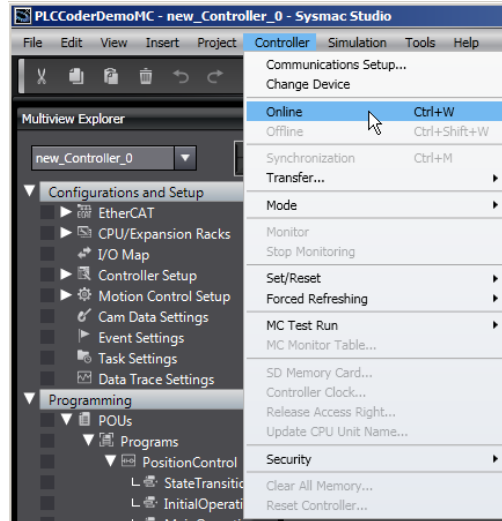 PLCCoderDemoMC - new_Controller_0 - Sysmac Studio
File Edit View Insert Project Controller Simulation Tools Help
Communications Setup...
Change Device
Online Ctrl+W
Offline Ctrl+Shift+W
Synchronization Ctrl+M
Transfer...
Mode
Monitor
Stop Monitoring
Set/Reset
Forced Refreshing
MC Test Run
MC Monitor Table...
SD Memory Card...
Controller Clock...
Release Access Right...
Update CPU Unit Name...
Security
Clear All Memory...
Reset Controller...
Multiview Explorer
new_Controller_0
Configurations and Setup
EtherCAT
CPU/Expansion Racks
I/O Map
Controller Setup
Motion Control Setup
Cam Data Settings
Event Settings
Task Settings
Data Trace Settings
Programming
POUs
Programs
PositionControl
StateTransitic
InitialOperati